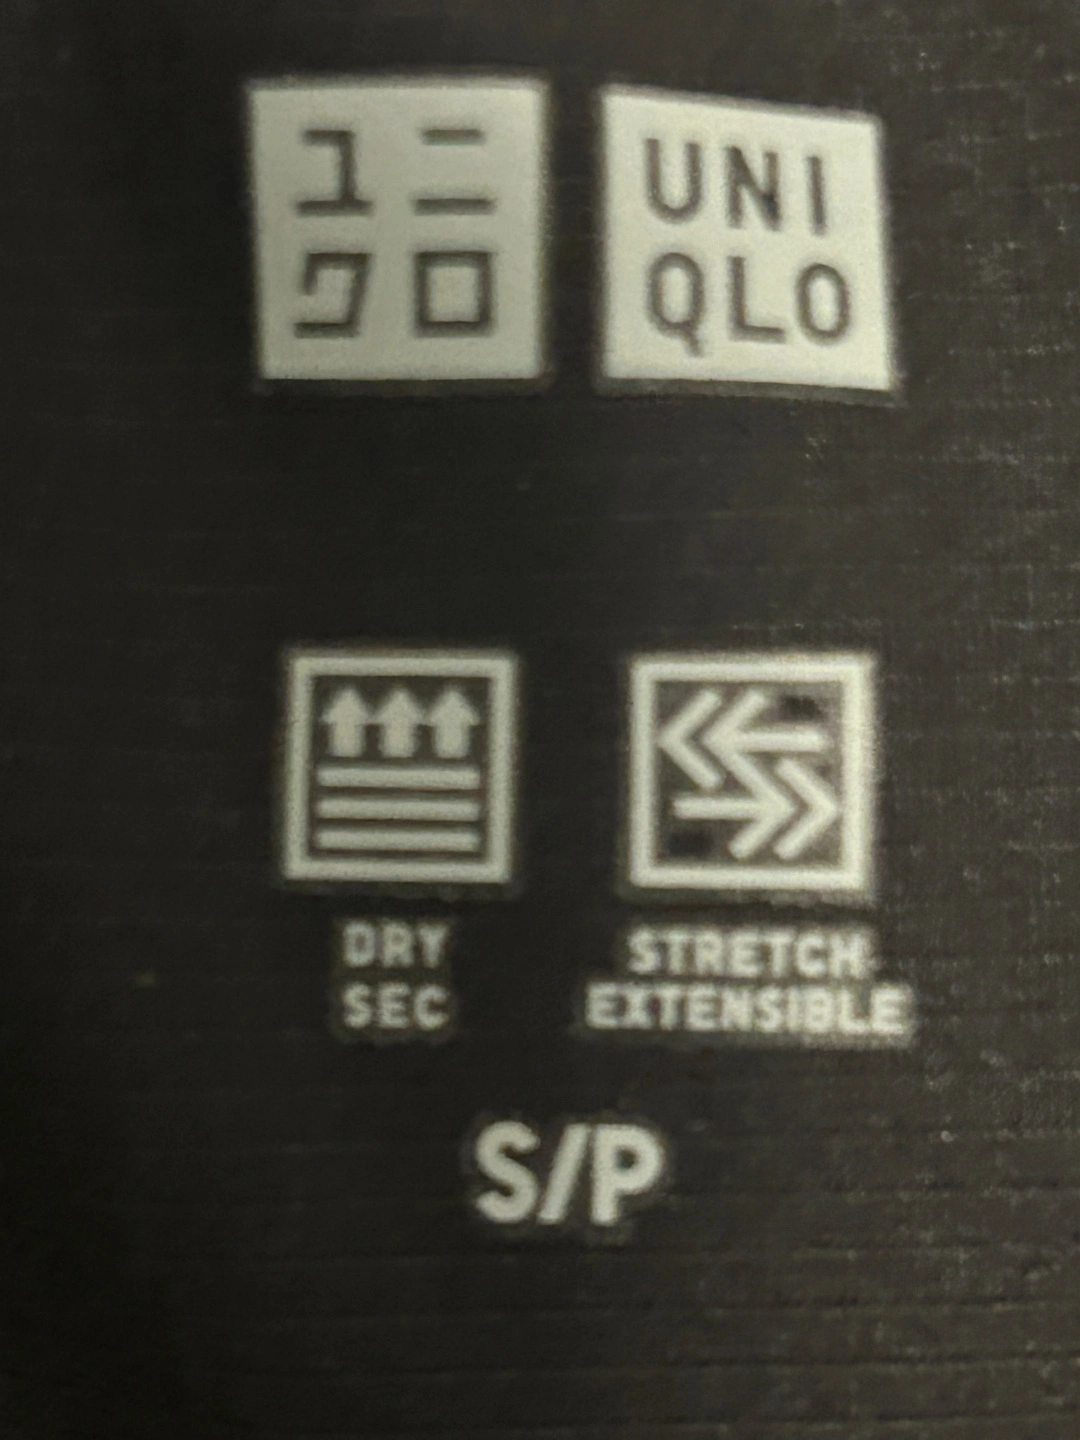 ユニ
クロ
UNI
QLO
DRY
SEC
STRETCH
EXTENSIBLE
S/P